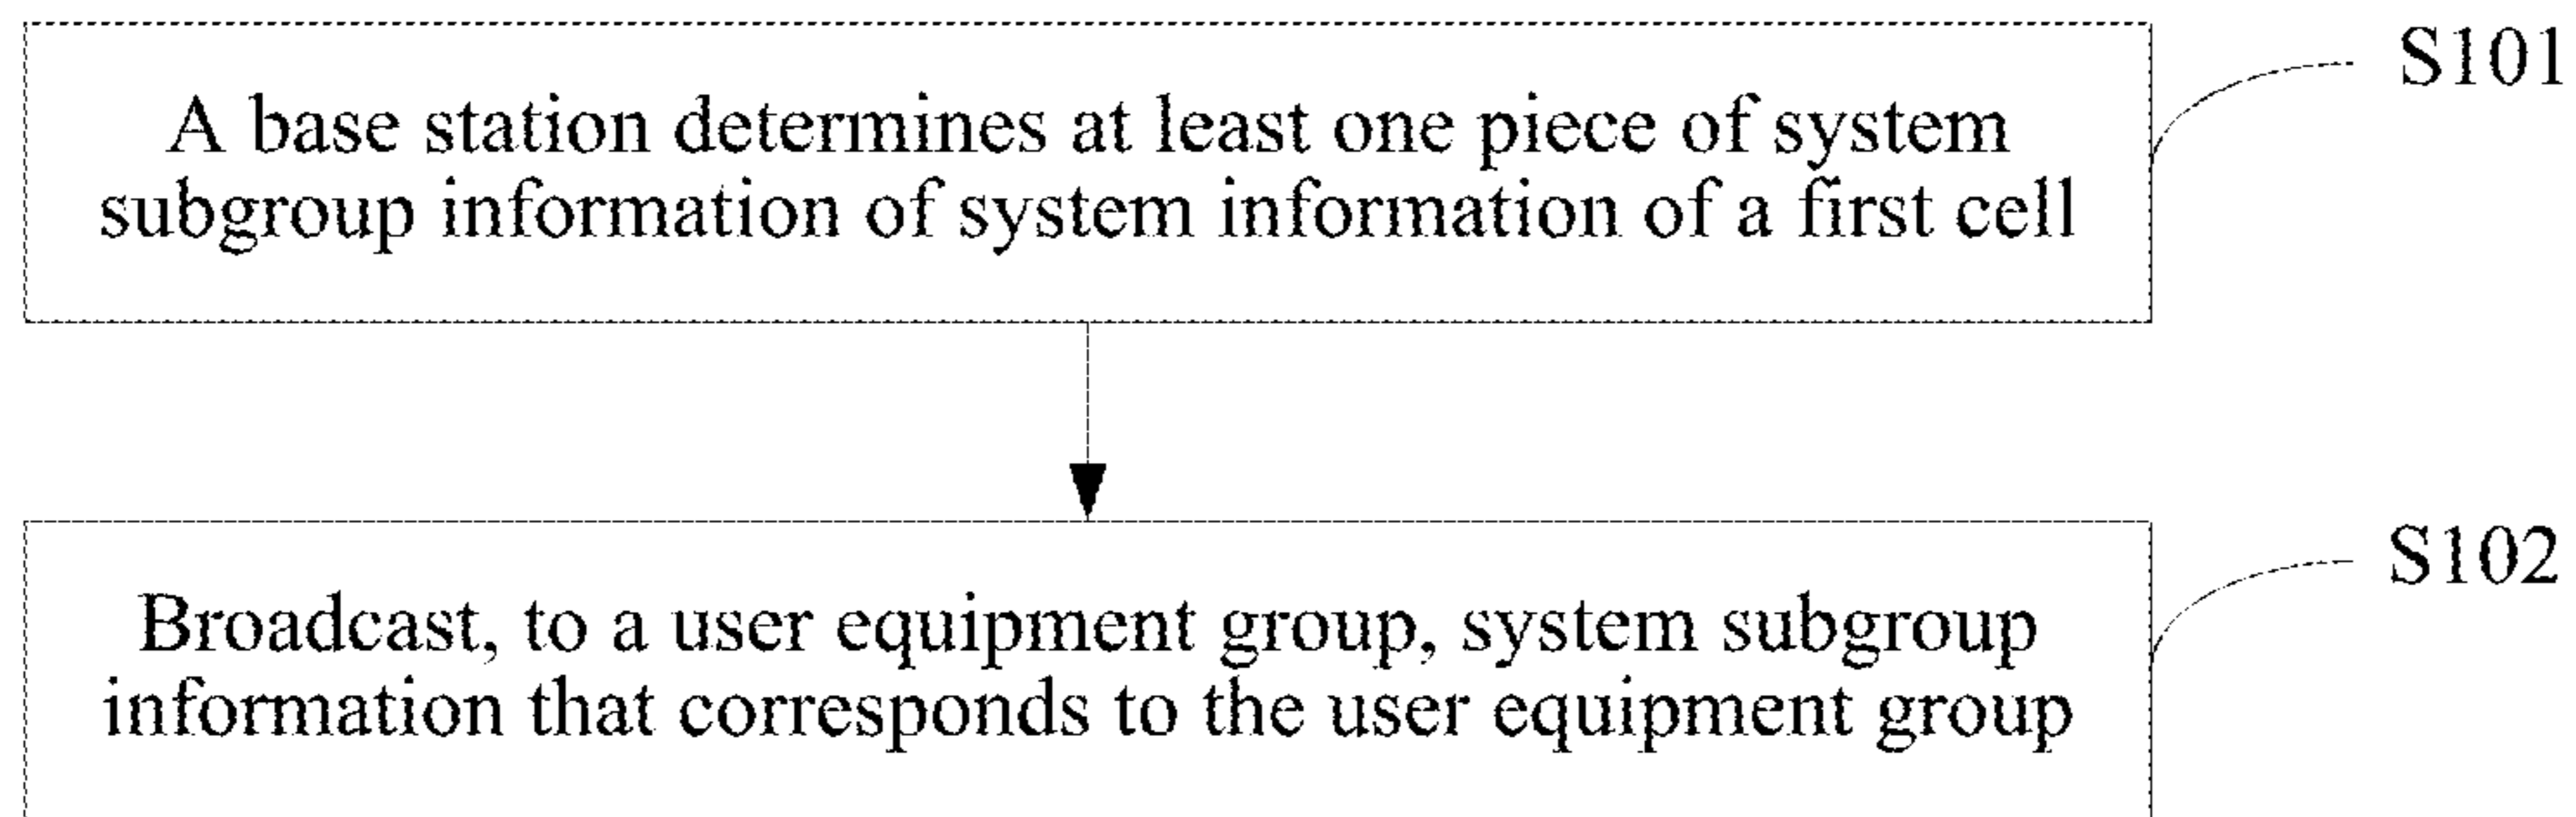 A base station determines at least one piece of system
subgroup information of system information of a first cell
S101
Broadcast, to a user equipment group, system subgroup
information that corresponds to the user equipment group
S102